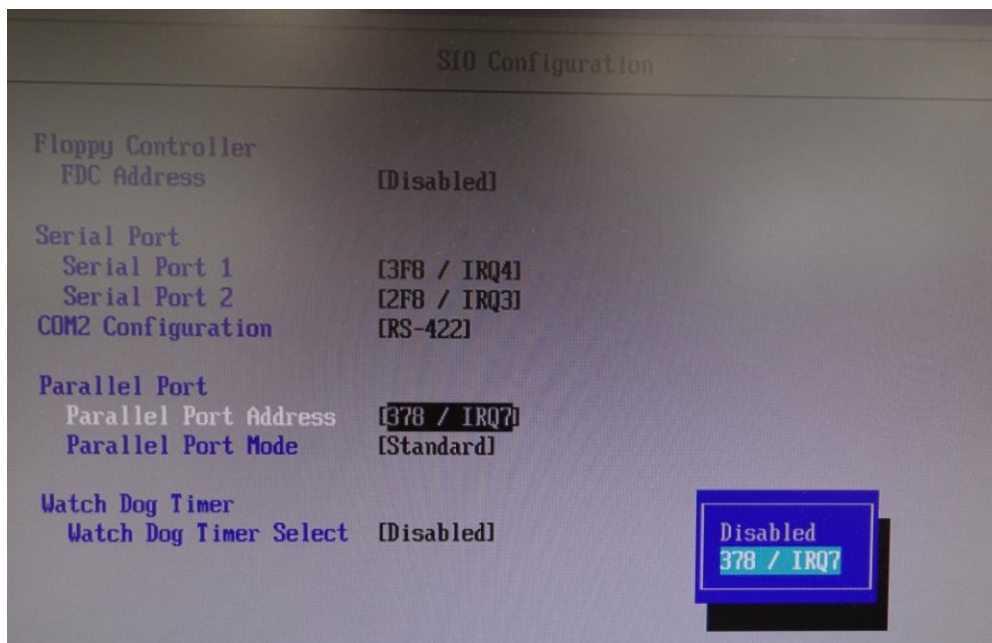 SIO Configuration
Floppy Controller
FDC Address [Disabled]
Serial Port
Serial Port 1 [3F8 / IRQ4]
Serial Port 2 [2F8 / IRQ3]
COM2 Configuration [RS-422]
Parallel Port
Parallel Port Address [378 / IRQ7]
Parallel Port Mode [Standard]
Watch Dog Timer
Watch Dog Timer Select [Disabled]
Disabled
378 / IRQ7